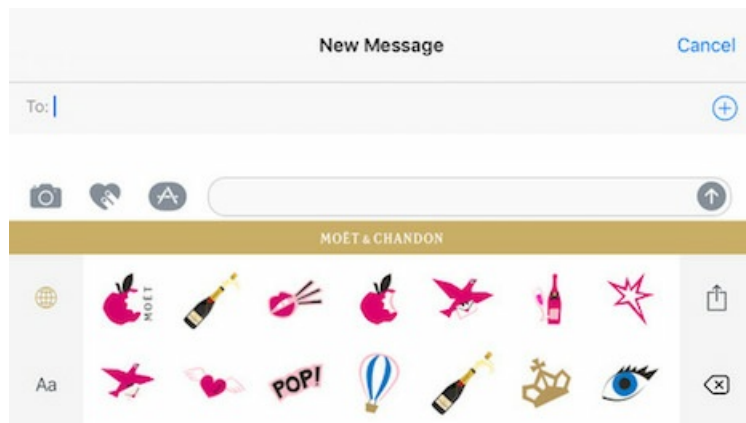 New Message
Cancel
To:
MOËT & CHANDON
MOËT
POP!
Aa